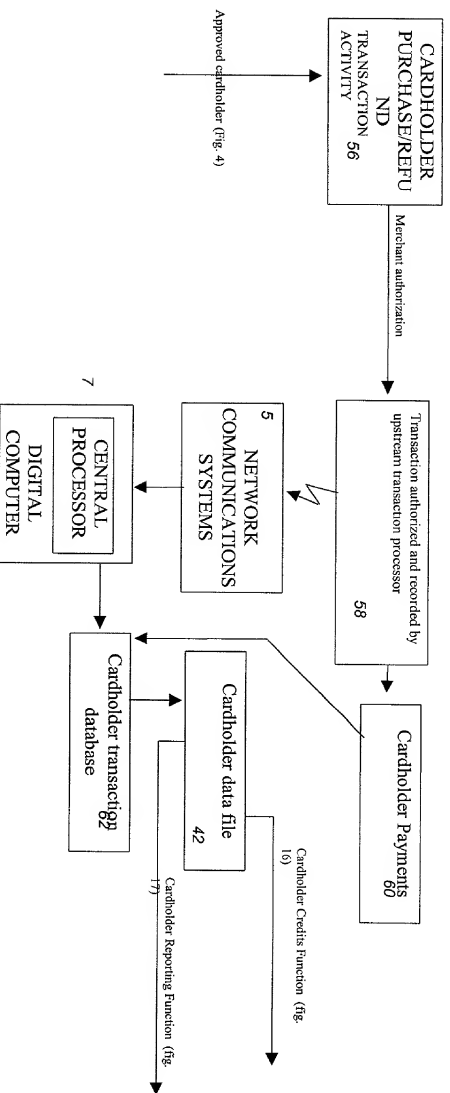 CARDHOLDER
PURCHASE/REFU
ND
TRANSACTION
ACTIVITY 56
Approved cardholder (Fig. 4)
Merchant authorization
Transaction authorized and recorded by
upstream transaction processor
58
Cardholder Payments
60
5
NETWORK
COMMUNICATIONS
SYSTEMS
7
CENTRAL
PROCESSOR
DIGITAL
COMPUTER
Cardholder transaction
database
62
Cardholder data file
42
Cardholder Credits Function (fig.
16)
Cardholder Reporting Function (fig.
17)